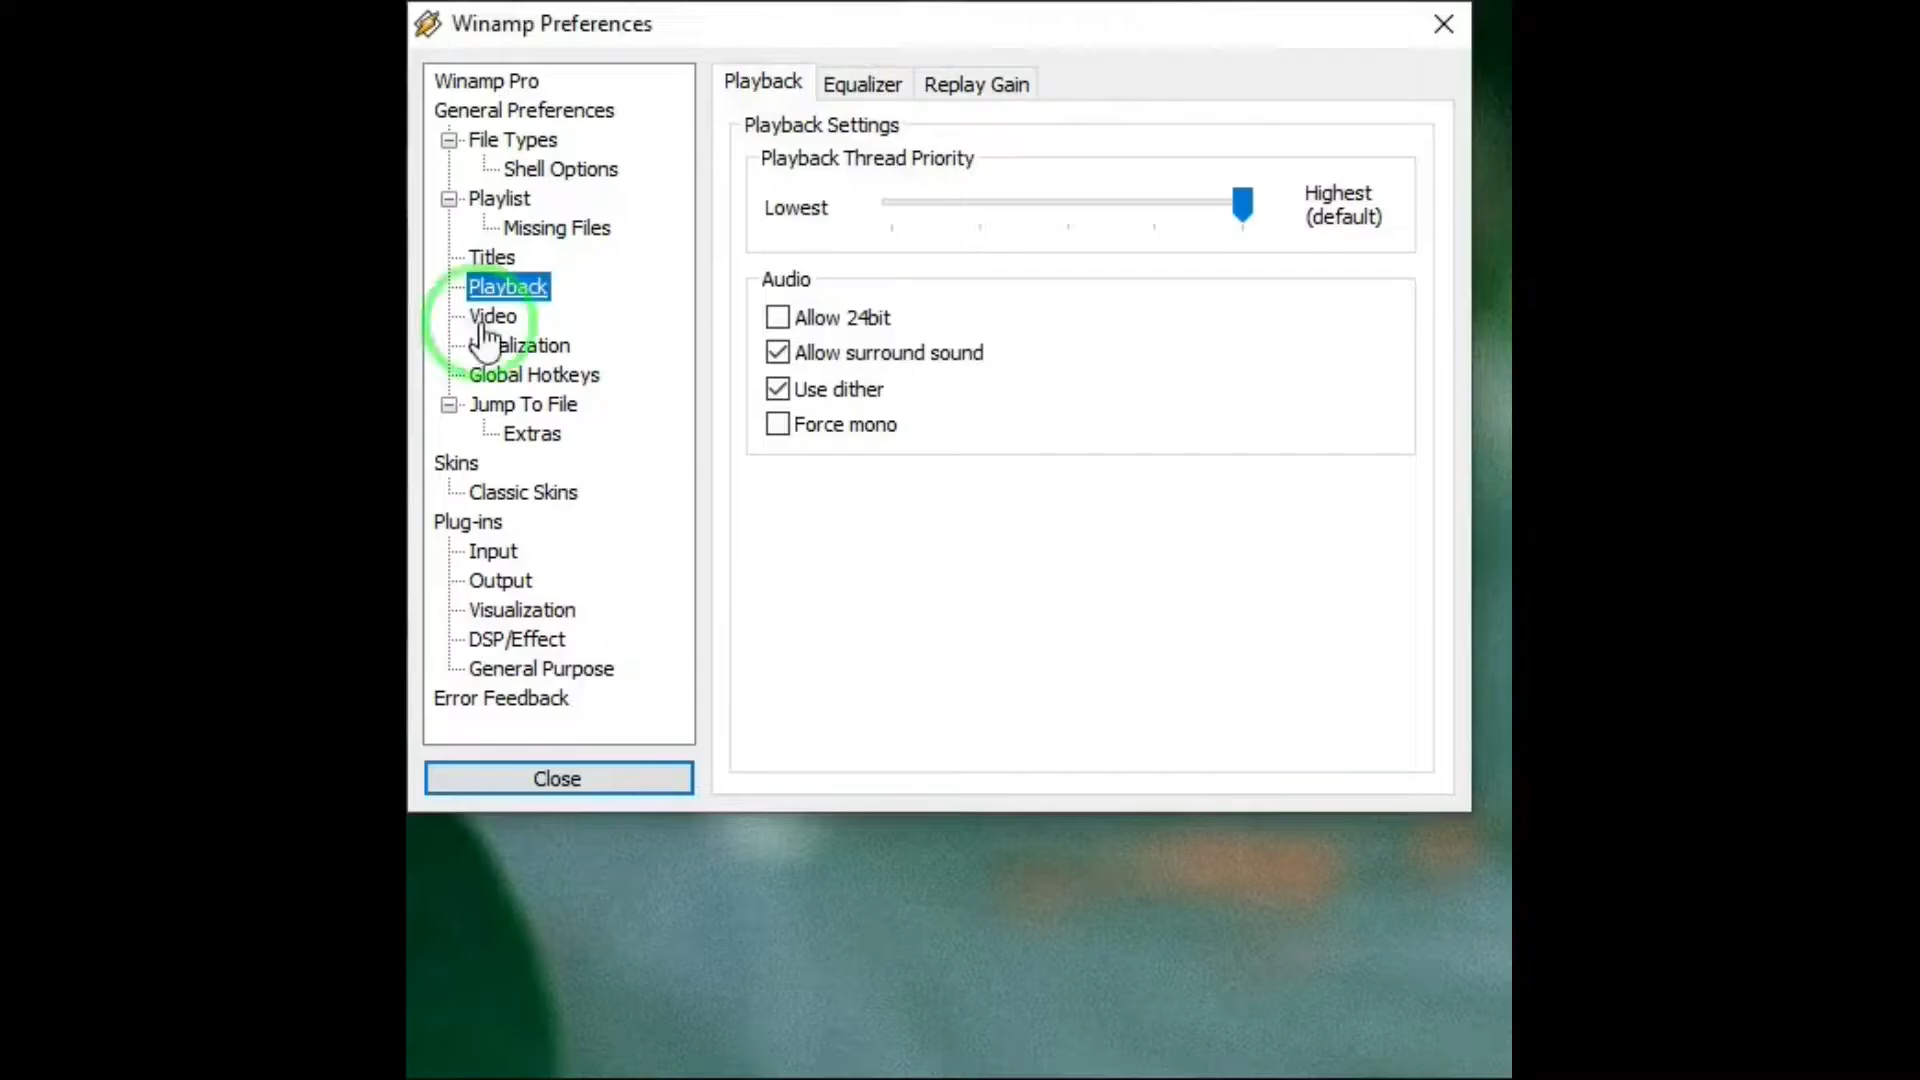 Winamp Preferences
Winamp Pro
General Preferences
File Types
Shell Options
Playlist
Missing Files
Titles
Playback
Video
alization
Global Hotkeys
Jump To File
Extras
Skins
Classic Skins
Plug-ins
Input
Output
Visualization
DSP/Effect
General Purpose
Error Feedback
Close
Playback Equalizer Replay Gain
Playback Settings
Playback Thread Priority
Lowest
Highest
(default)
Audio
Allow 24bit
Allow surround sound
Use dither
Force mono